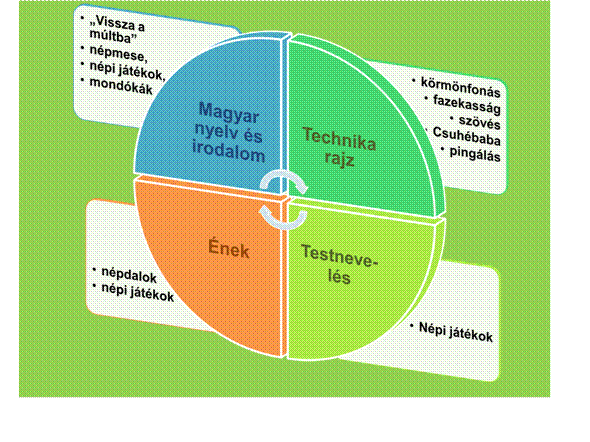 • „Vissza a
múltba”
• népmese,
• népi játékok,
• mondókák
Magyar
nyelv és
irodalom
• körmönfonás
• fazekasság
• szövés
• Csuhébaba
• pingálás
Technika
rajz
Ének
• népdalok
• népi játékok
Testneve-
lés
• Népi játékok